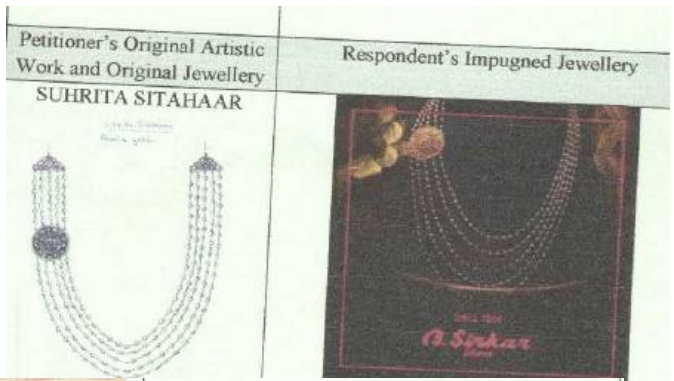 Petitioner's Original Artistic
Work and Original Jewellery
Respondent's Impugned Jewellery
SUHRITA SITAHAAR
B. Sirkar